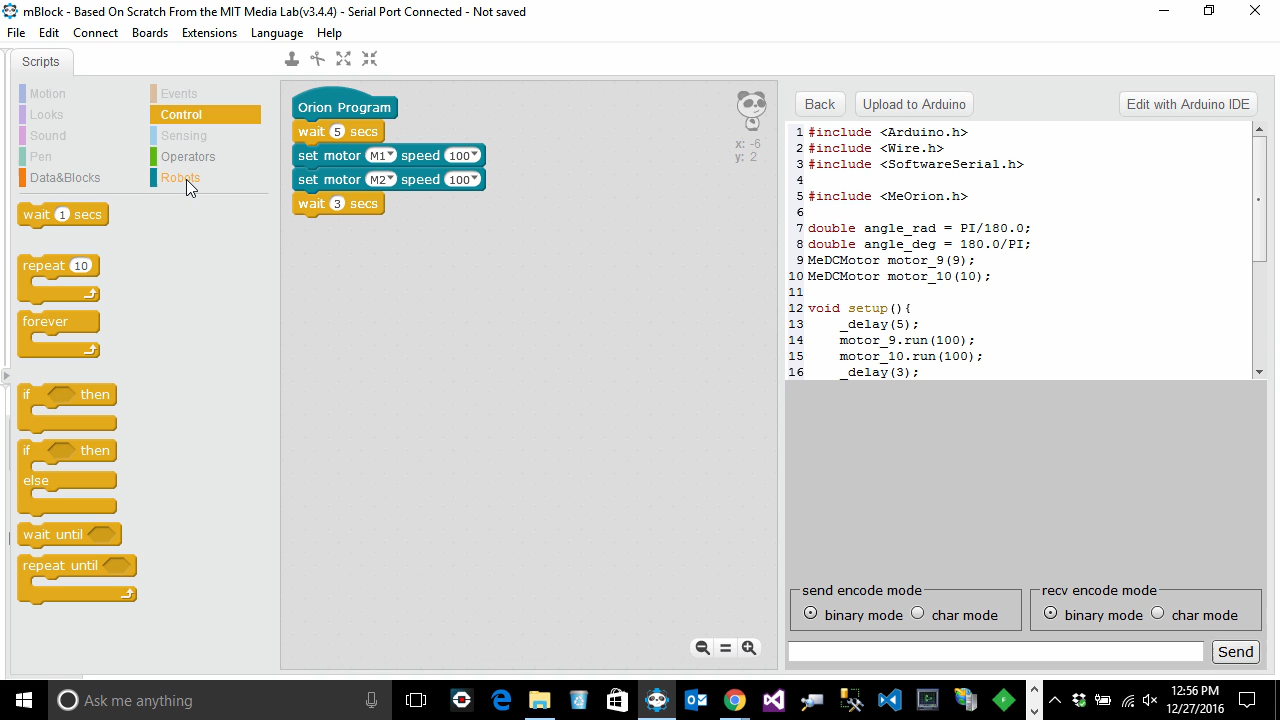 mBlock - Based On Scratch From the MIT Media Lab(v3.4.4) - Serial Port Connected - Not saved
File Edit Connect Boards Extensions Language Help
Scripts
Motion Events
Looks Control
Sound Sensing
Pen Operators
Data&Blocks Robots
wait 1 secs
repeat 10
forever
if then
if then
else
wait until
repeat until
Orion Program
wait 5 secs
set motor M1 speed 100
set motor M2 speed 100
wait 3 secs
x: -6
y: 2
Back Upload to Arduino Edit with Arduino IDE
1 #include <Arduino.h>
2 #include <Wire.h>
3 #include <SoftwareSerial.h>
4
5 #include <MeOrion.h>
6
7 double angle_rad = PI/180.0;
8 double angle_deg = 180.0/PI;
9 MeDCMotor motor_9(9);
10 MeDCMotor motor_10(10);
11
12 void setup(){
13 _delay(5);
14 motor_9.run(100);
15 motor_10.run(100);
16 _delay(3);
send encode mode
binary mode char mode
recv encode mode
binary mode char mode
Send
Ask me anything
12:56 PM
12/27/2016